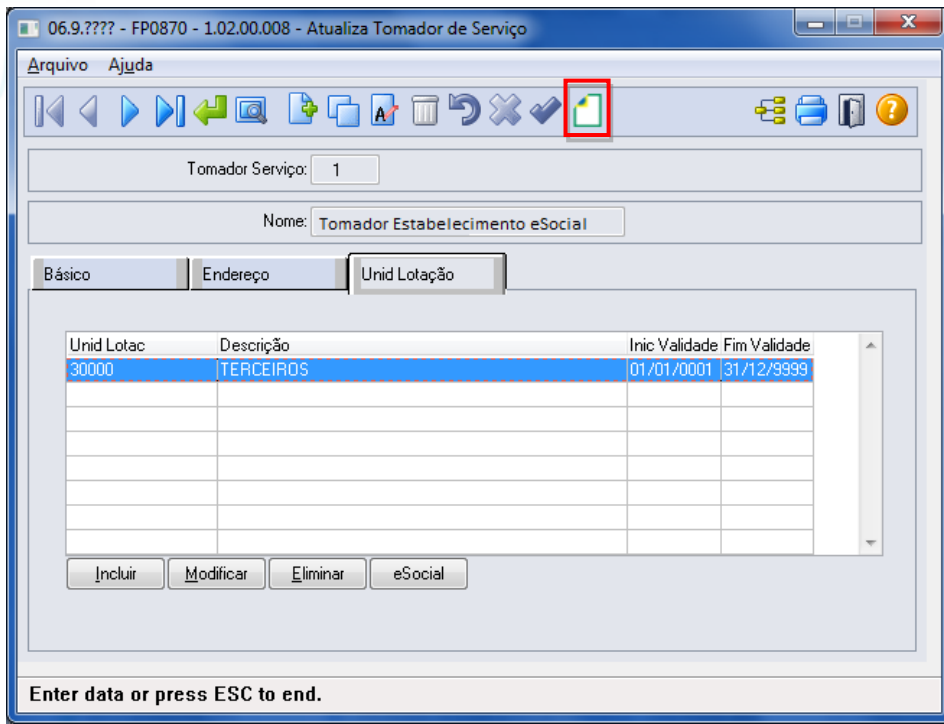 06.9.???? - FP0870 - 1.02.00.008 - Atualiza Tomador de Serviço
Arquivo Ajuda
Tomador Serviço: 1
Nome: Tomador Estabelecimento eSocial
Básico Endereço Unid Lotação
Unid Lotac Descrição Inic Validade Fim Validade
30000 TERCEIROS 01/01/0001 31/12/9999
Incluir Modificar Eliminar eSocial
Enter data or press ESC to end.